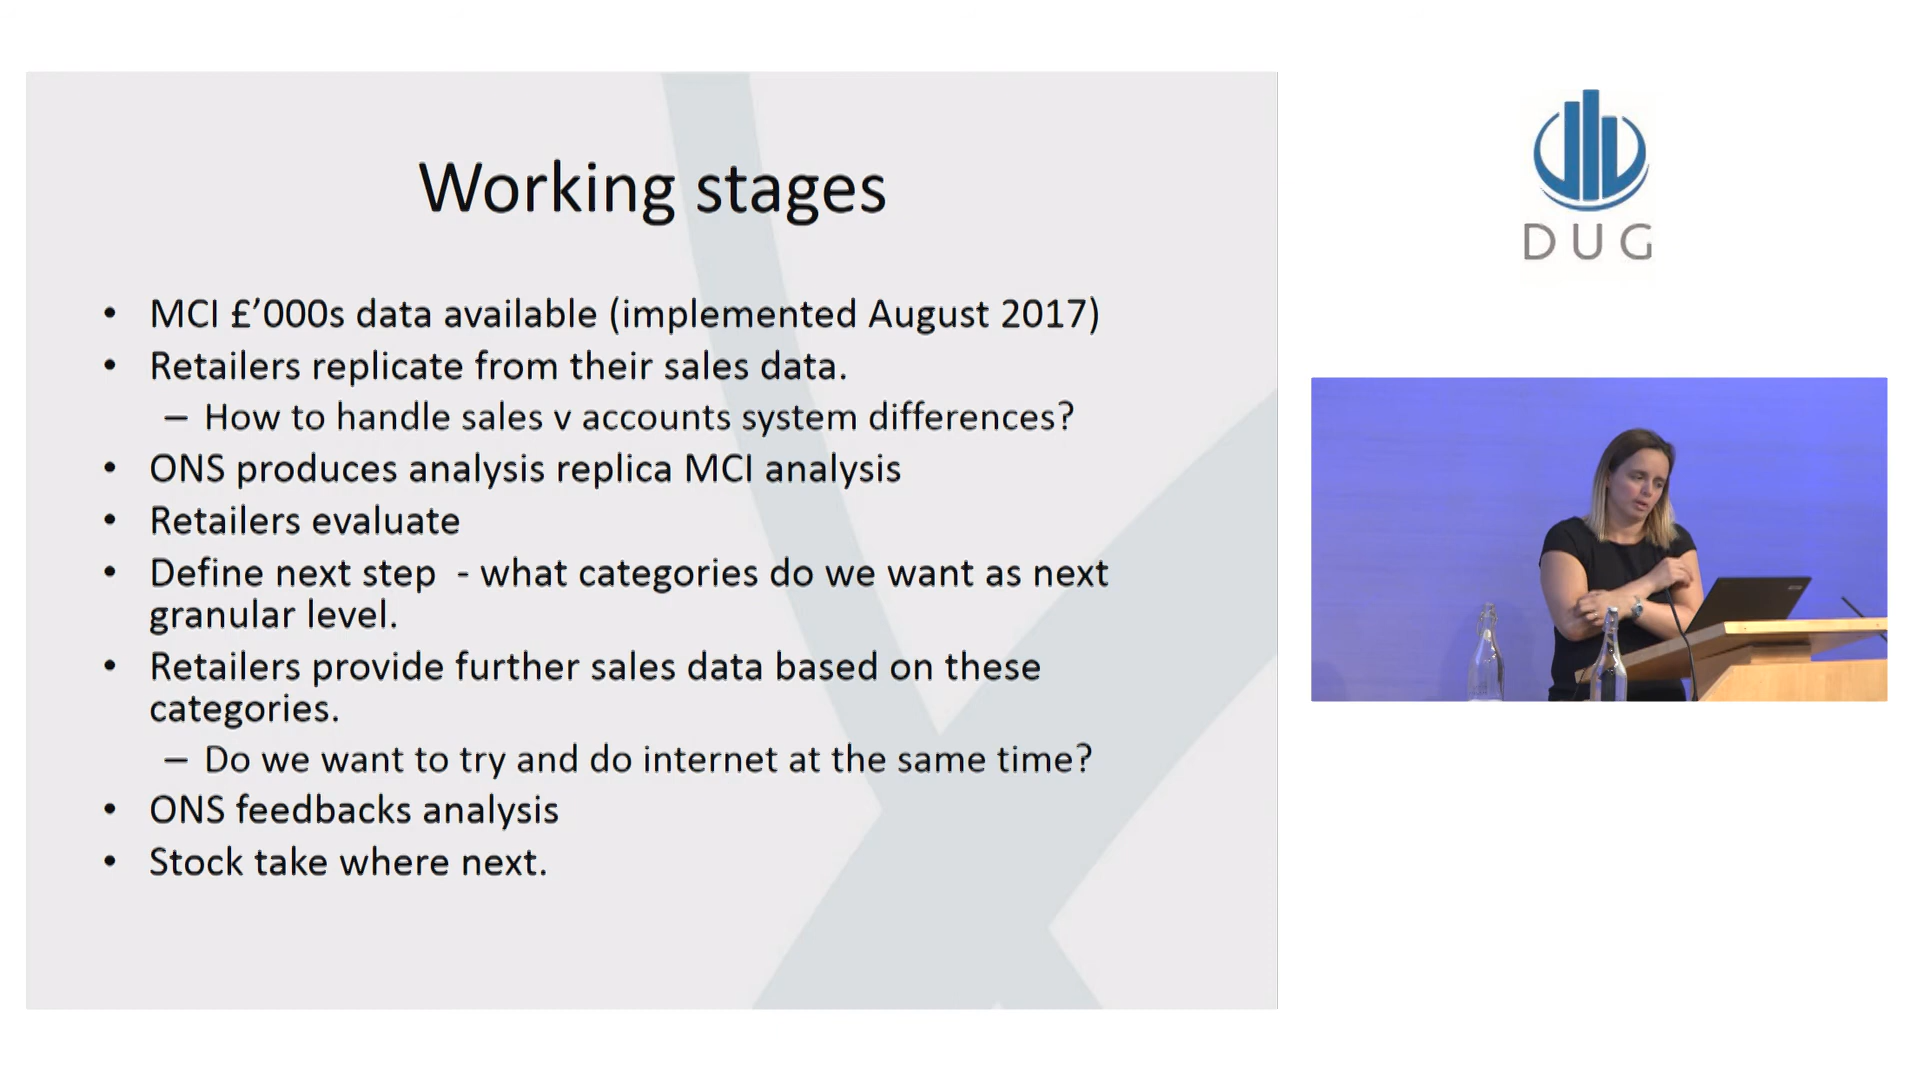 Working stages
• MCI £’000s data available (implemented August 2017)
• Retailers replicate from their sales data.
– How to handle sales v accounts system differences?
• ONS produces analysis replica MCI analysis
• Retailers evaluate
• Define next step  - what categories do we want as next
granular level.
• Retailers provide further sales data based on these
categories.
– Do we want to try and do internet at the same time?
• ONS feedbacks analysis
• Stock take where next.
DUG